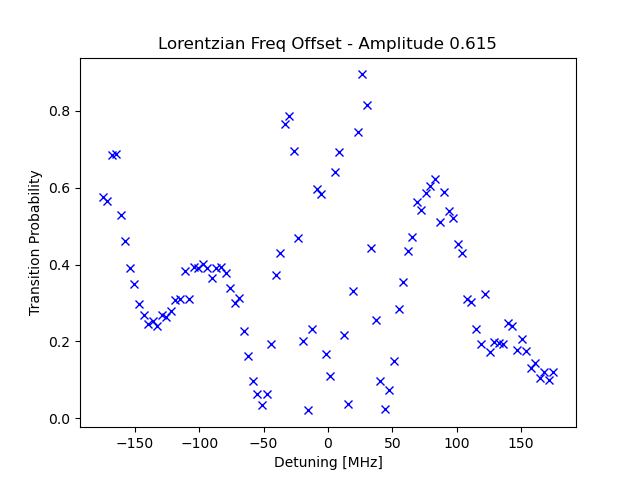 Lorentzian Freq Offset - Amplitude 0.615
Transition Probability
0.8
0.6
0.4
0.2
0.0
−150 −100 −50 0 50 100 150
Detuning [MHz]